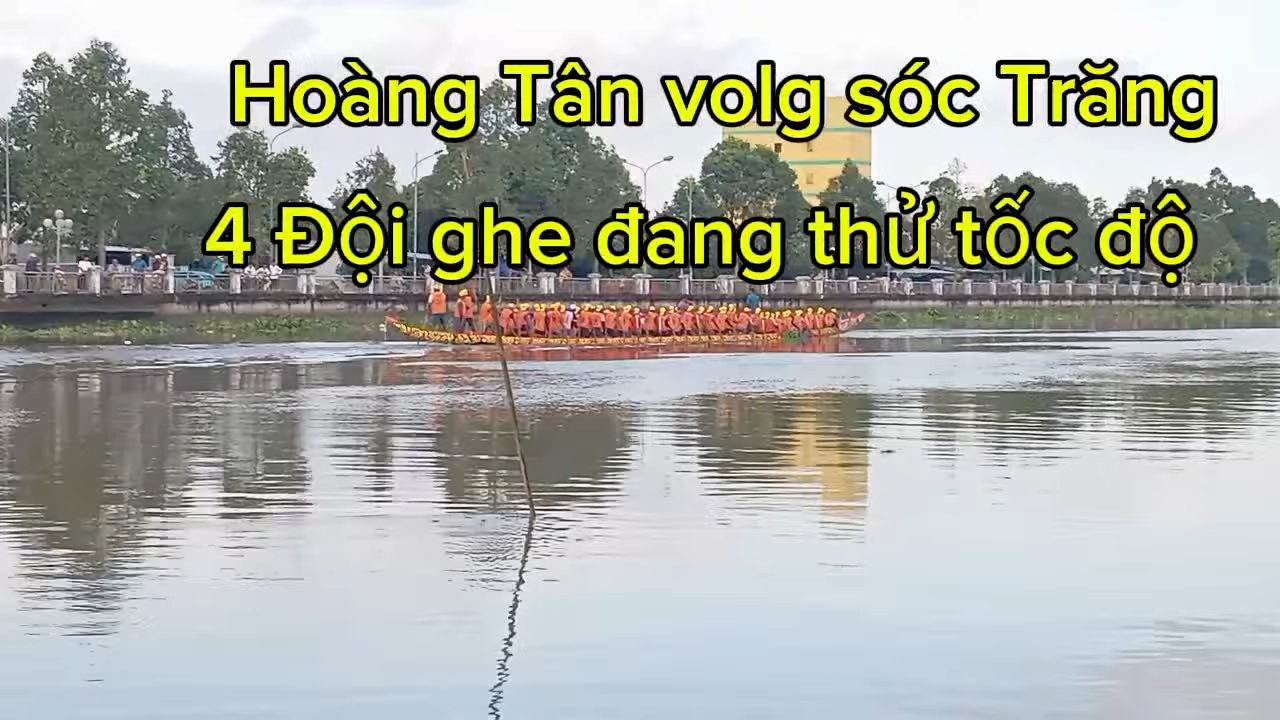 Hoàng Tân volg sóc Trăng
4 Đội ghe đang thử tốc độ